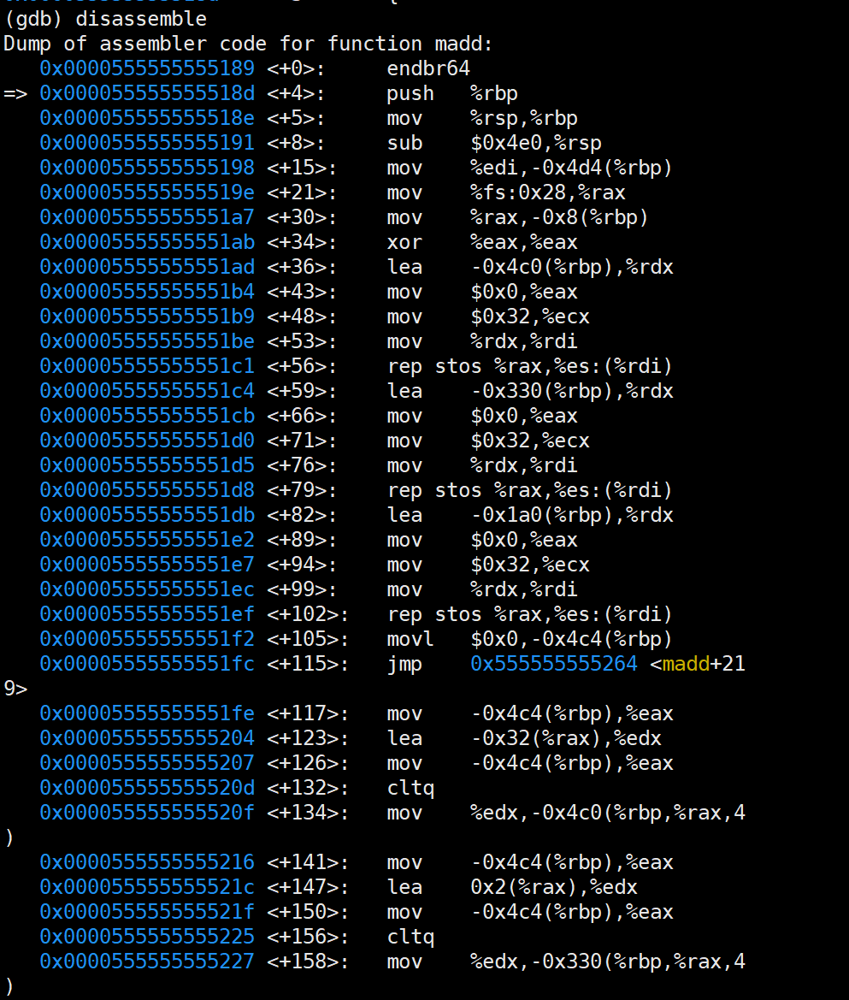 (gdb) disassemble
Dump of assembler code for function madd:
   0x0000555555555189 <+0>:     endbr64
=> 0x000055555555518d <+4>:     push   %rbp
   0x000055555555518e <+5>:     mov    %rsp,%rbp
   0x0000555555555191 <+8>:     sub    $0x4e0,%rsp
   0x0000555555555198 <+15>:    mov    %edi,-0x4d4(%rbp)
   0x000055555555519e <+21>:    mov    %fs:0x28,%rax
   0x00005555555551a7 <+30>:    mov    %rax,-0x8(%rbp)
   0x00005555555551ab <+34>:    xor    %eax,%eax
   0x00005555555551ad <+36>:    lea    -0x4c0(%rbp),%rdx
   0x00005555555551b4 <+43>:    mov    $0x0,%eax
   0x00005555555551b9 <+48>:    mov    $0x32,%ecx
   0x00005555555551be <+53>:    mov    %rdx,%rdi
   0x00005555555551c1 <+56>:    rep stos %rax,%es:(%rdi)
   0x00005555555551c4 <+59>:    lea    -0x330(%rbp),%rdx
   0x00005555555551cb <+66>:    mov    $0x0,%eax
   0x00005555555551d0 <+71>:    mov    $0x32,%ecx
   0x00005555555551d5 <+76>:    mov    %rdx,%rdi
   0x00005555555551d8 <+79>:    rep stos %rax,%es:(%rdi)
   0x00005555555551db <+82>:    lea    -0x1a0(%rbp),%rdx
   0x00005555555551e2 <+89>:    mov    $0x0,%eax
   0x00005555555551e7 <+94>:    mov    $0x32,%ecx
   0x00005555555551ec <+99>:    mov    %rdx,%rdi
   0x00005555555551ef <+102>:   rep stos %rax,%es:(%rdi)
   0x00005555555551f2 <+105>:   movl   $0x0,-0x4c4(%rbp)
   0x00005555555551fc <+115>:   jmp    0x555555555264 <madd+21
9>
   0x00005555555551fe <+117>:   mov    -0x4c4(%rbp),%eax
   0x0000555555555204 <+123>:   lea    -0x32(%rax),%edx
   0x0000555555555207 <+126>:   mov    -0x4c4(%rbp),%eax
   0x000055555555520d <+132>:   cltq
   0x000055555555520f <+134>:   mov    %edx,-0x4c0(%rbp,%rax,4
)
   0x0000555555555216 <+141>:   mov    -0x4c4(%rbp),%eax
   0x000055555555521c <+147>:   lea    0x2(%rax),%edx
   0x000055555555521f <+150>:   mov    -0x4c4(%rbp),%eax
   0x0000555555555225 <+156>:   cltq
   0x0000555555555227 <+158>:   mov    %edx,-0x330(%rbp,%rax,4
)